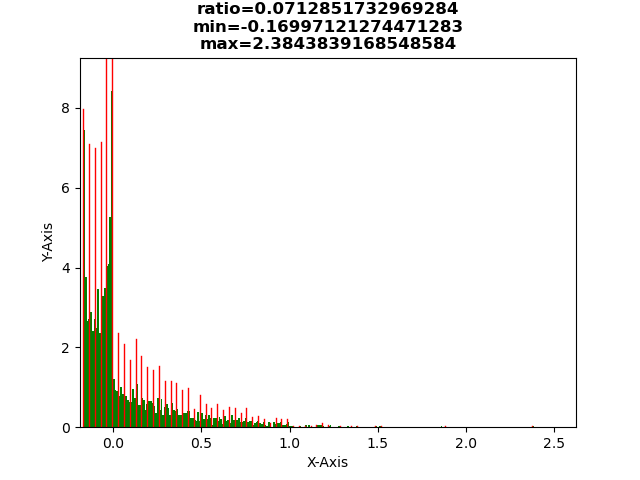 ratio=0.0712851732969284
min=-0.16997121274471283
max=2.3843839168548584
8
6
4
2
0
Y-Axis
0.0 0.5 1.0 1.5 2.0 2.5
X-Axis